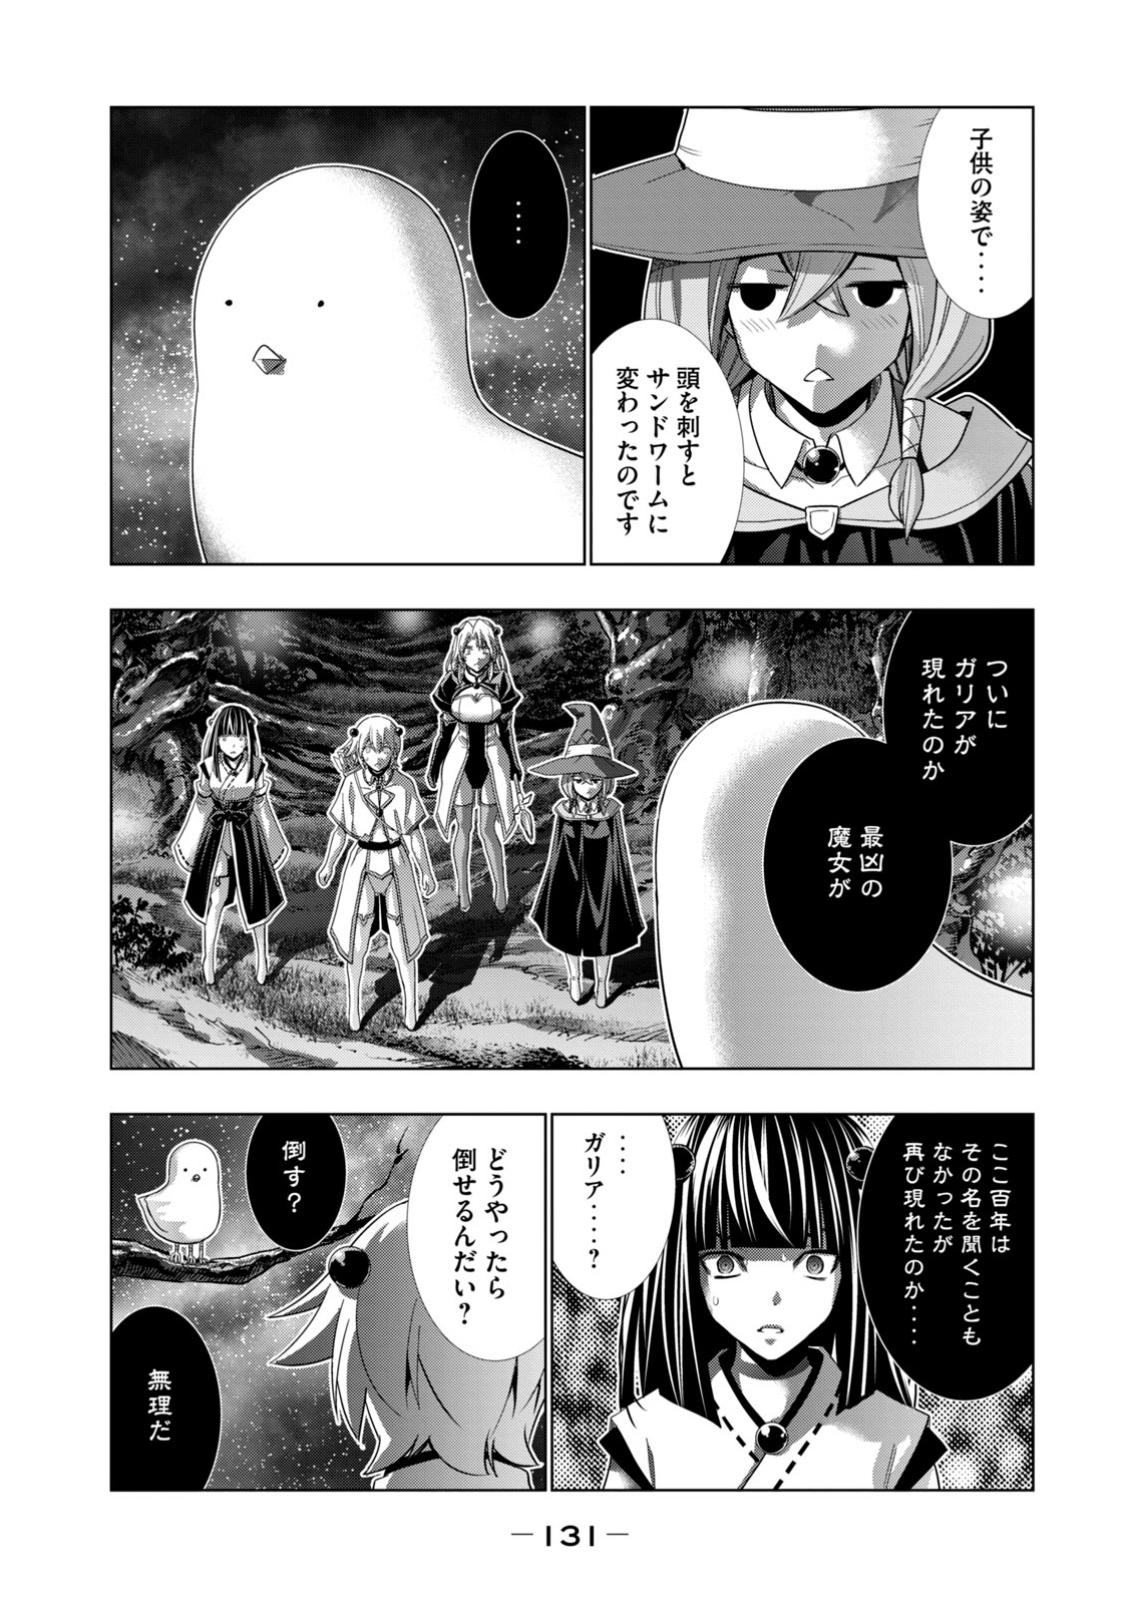 子供の姿で‥‥
頭を刺すと
サンドワームに
変わったのです
‥‥
ついに
ガリアが
現れたのか
最凶の
魔女が
ここ百年は
その名を聞くことも
なかったが
再び現れたのか‥‥
‥‥
ガリア‥‥?
どうやったら
倒せるんだい?
倒す?
無理だ
—131—